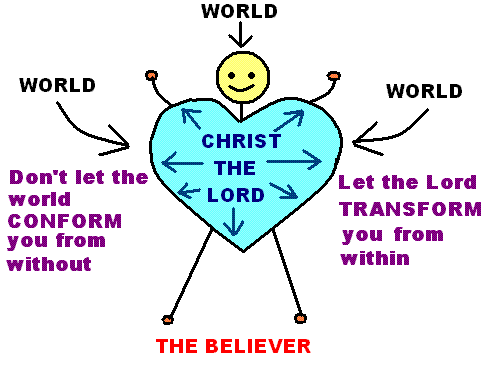 WORLD
WORLD
WORLD
CHRIST
THE
LORD
Don't let the
world
CONFORM
you from
without
Let the Lord
TRANSFORM
you from
within
THE BELIEVER